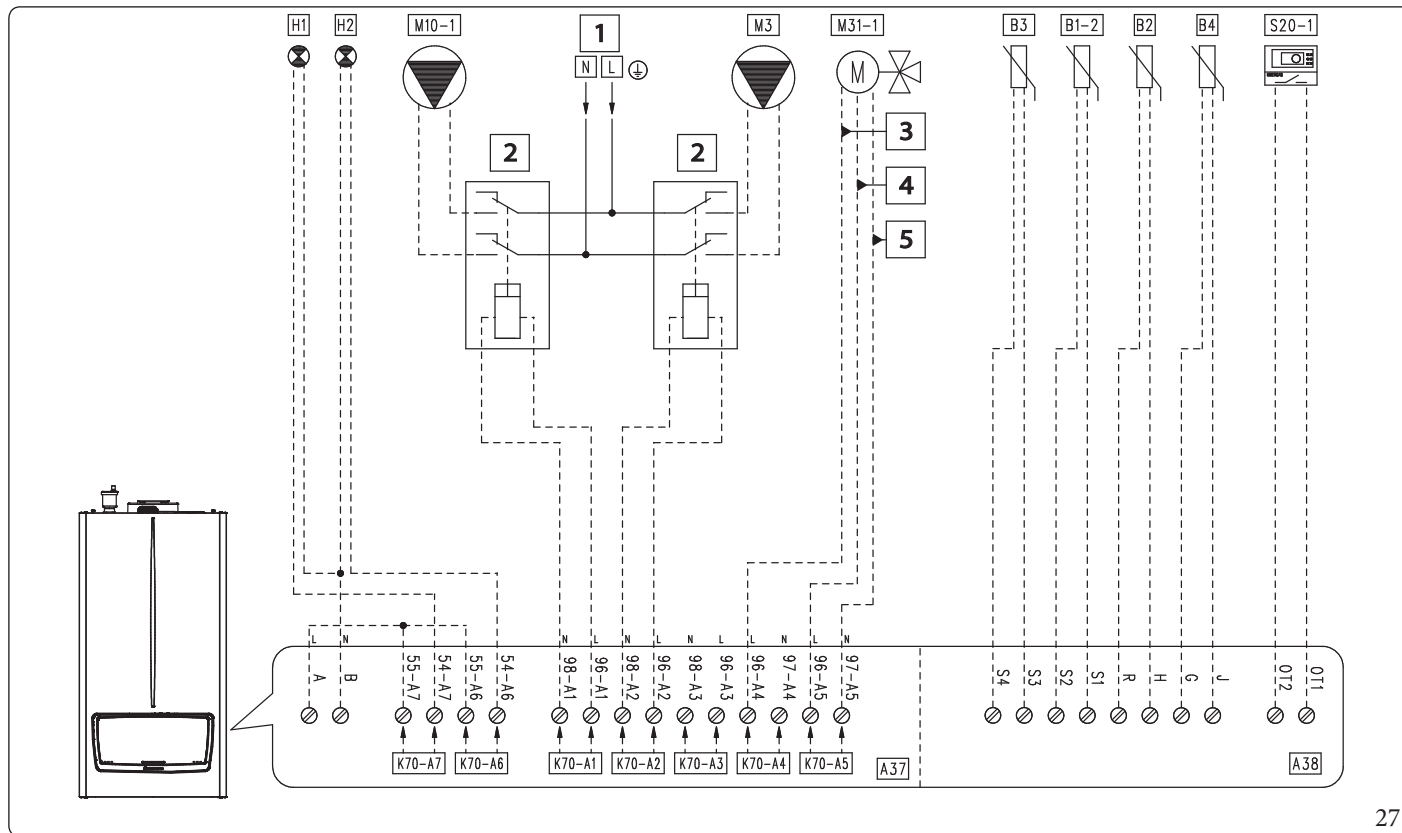 H1 H2 M10-1 1 M3 M31-1 B3 B1-2 B2 B4 S20-1
N L
M
3
2 2
4
5
L N N L N L N L L N L N
A B 55-A7 54-A7 55-A6 54-A6 98-A1 96-A1 98-A2 96-A2 98-A3 96-A3 96-A4 97-A4 96-A5 97-A5 S4 S3 S2 S1 R H G J OT2 OT1
K70-A7 K70-A6 K70-A1 K70-A2 K70-A3 K70-A4 K70-A5 A37 A38
27